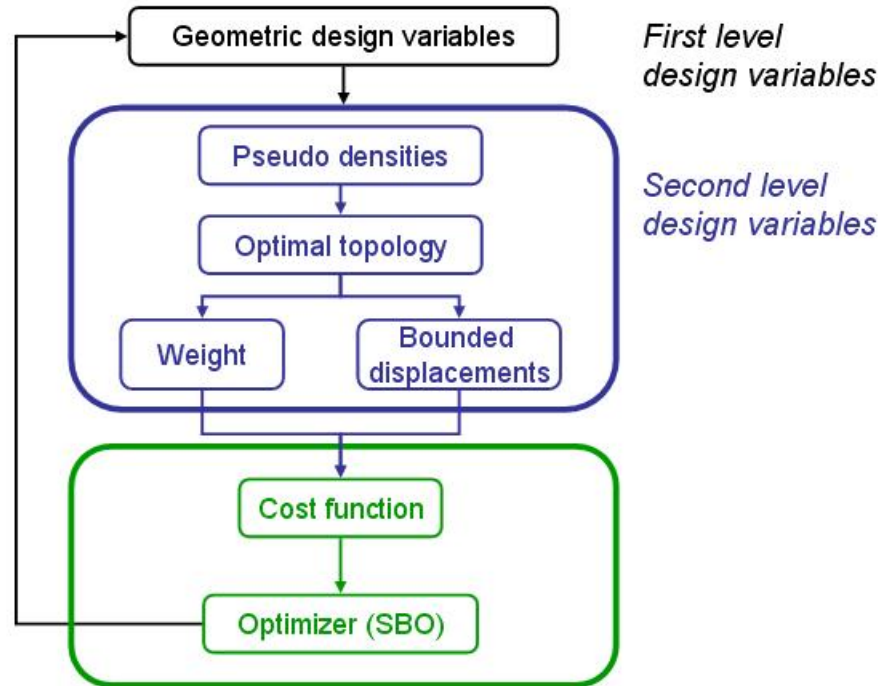 Geometric design variables
First level
design variables
Pseudo densities
Second level
design variables
Optimal topology
Weight
Bounded
displacements
Cost function
Optimizer (SBO)